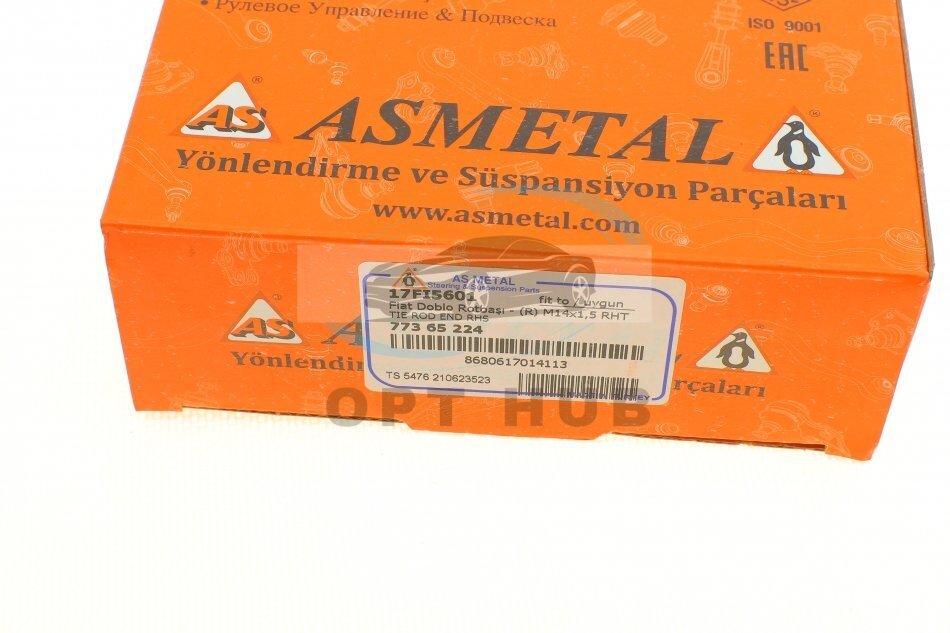 • Рулевое Управление & Подвеска
ISO 9001
EAC
AS ® ASMETAL ®
Yönlendirme ve Süspansiyon Parçaları
www.asmetal.com
AS METAL
Steering & Suspension Parts
17FI5601 fit to / uygun
Fiat Doblo Rotbaşı - (R) M14x1,5 RHT
TIE ROD END RHS
773 65 224
8680617014113
TS 5476 210623523
AS
Yönlendiri
rçaları
OPT HUB